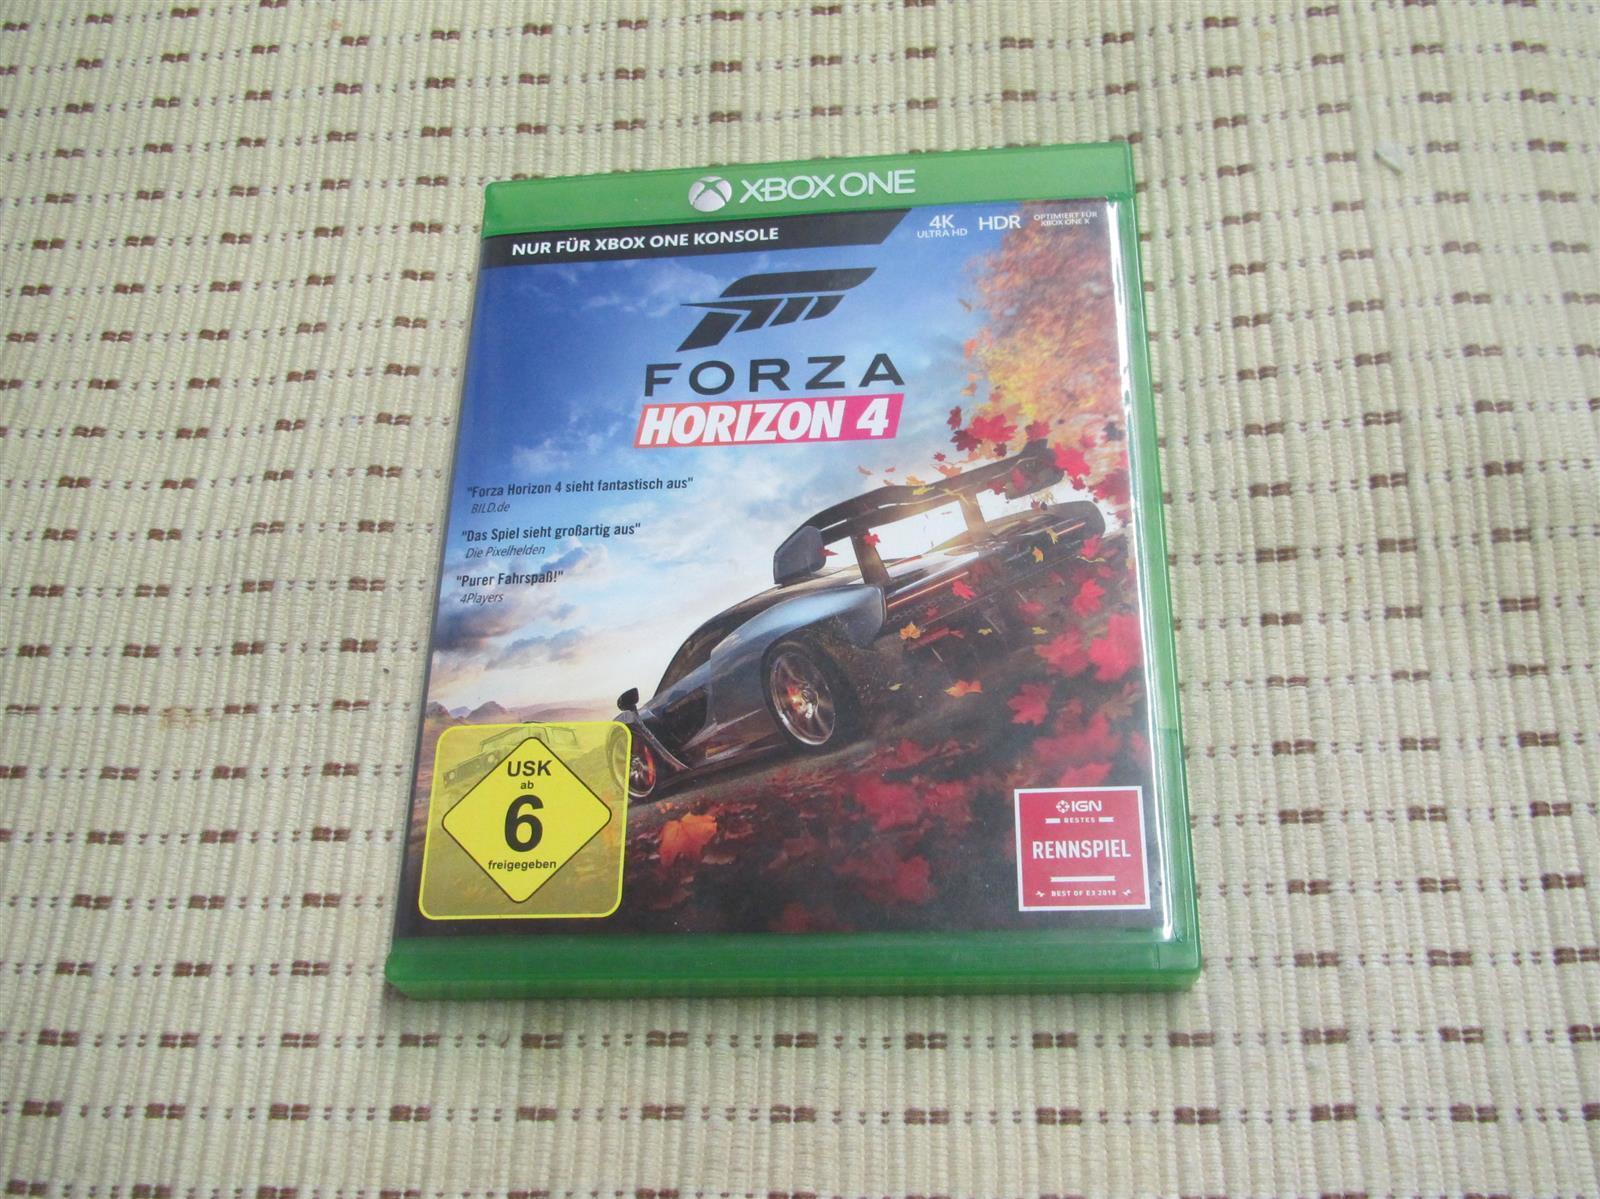 XBOX ONE
NUR FÜR XBOX ONE KONSOLE
4K
ULTRA HD
HDR
OPTIMIERT FÜR
XBOX ONE X
FORZA
HORIZON 4
"Forza Horizon 4 sieht fantastisch aus"
BILD.de
"Das Spiel sieht großartig aus"
Die Pixelhelden
"Purer Fahrspaß!"
4Players
USK
ab
6
freigegeben
IGN
BESTES
RENNSPIEL
BEST OF E3 2018